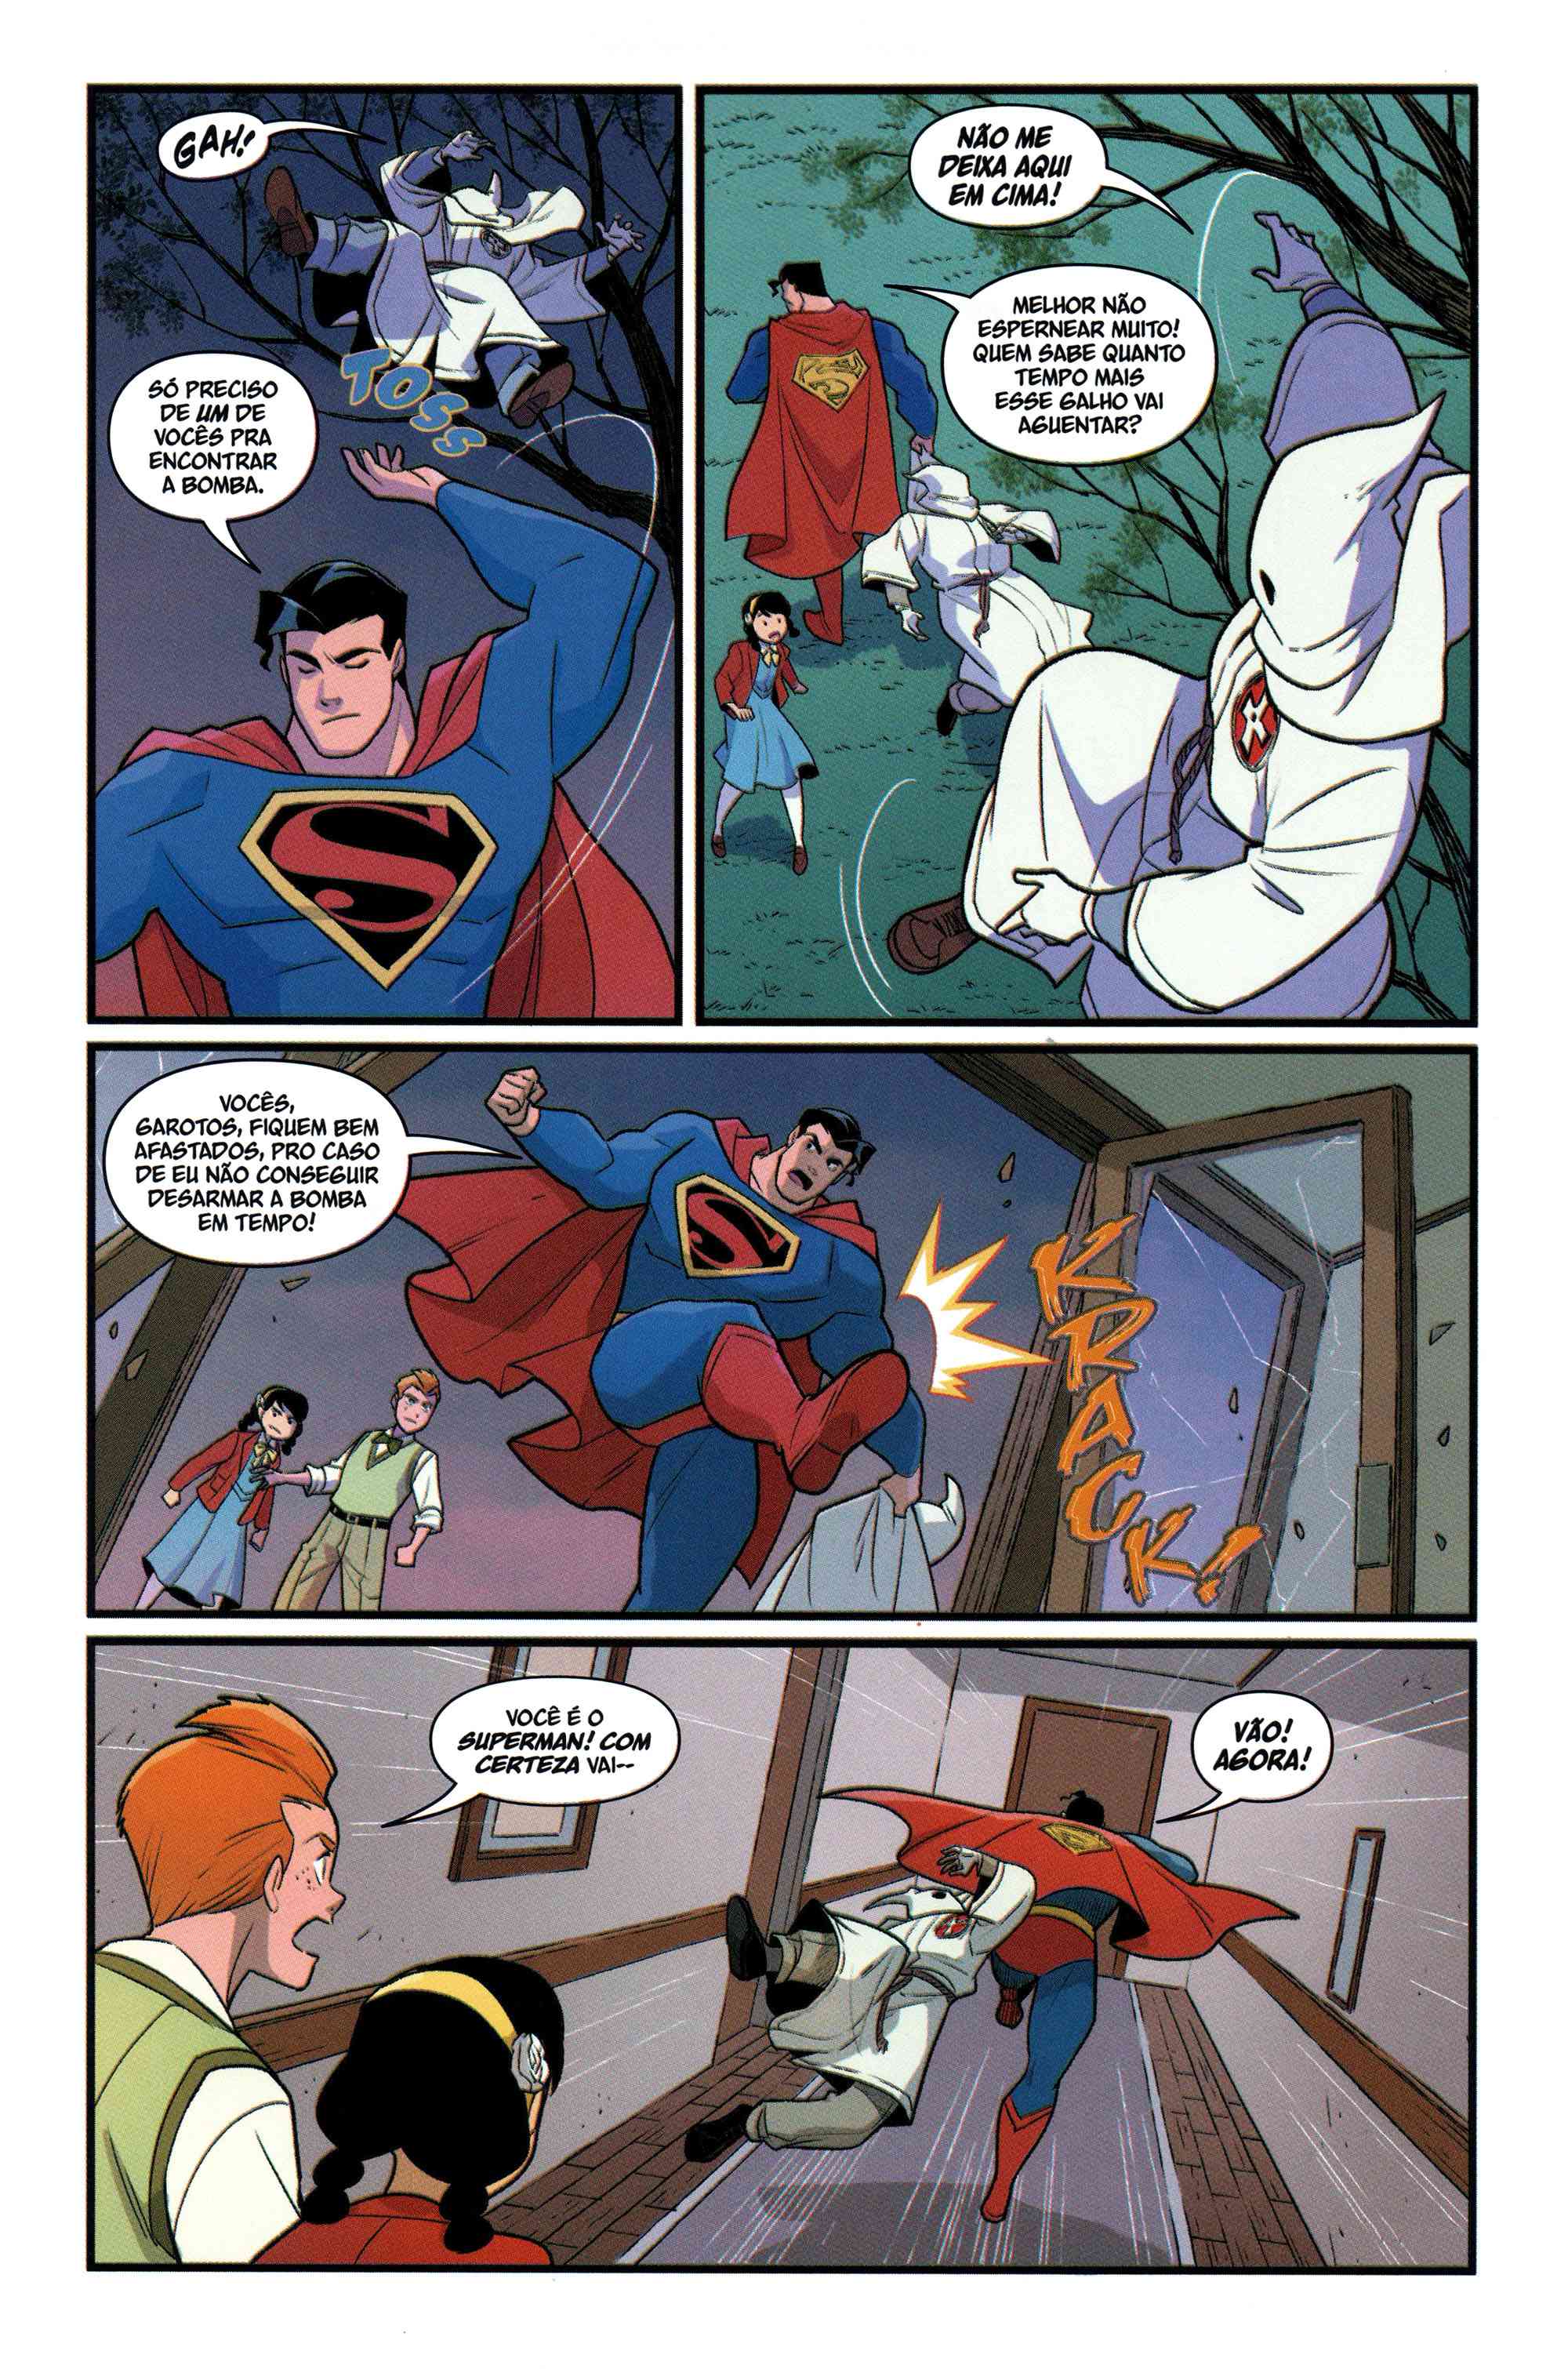 GAH!
TOSS
SÓ PRECISO
DE UM DE
VOCÊS PRA
ENCONTRAR
A BOMBA.
NÃO ME
DEIXA AQUI
EM CIMA!
MELHOR NÃO
ESPERNEAR MUITO!
QUEM SABE QUANTO
TEMPO MAIS
ESSE GALHO VAI
AGUENTAR?
VOCÊS,
GAROTOS, FIQUEM BEM
AFASTADOS, PRO CASO
DE EU NÃO CONSEGUIR
DESARMAR A BOMBA
EM TEMPO!
KRACK!
VOCÊ É O
SUPERMAN! COM
CERTEZA VAI--
VÃO!
AGORA!